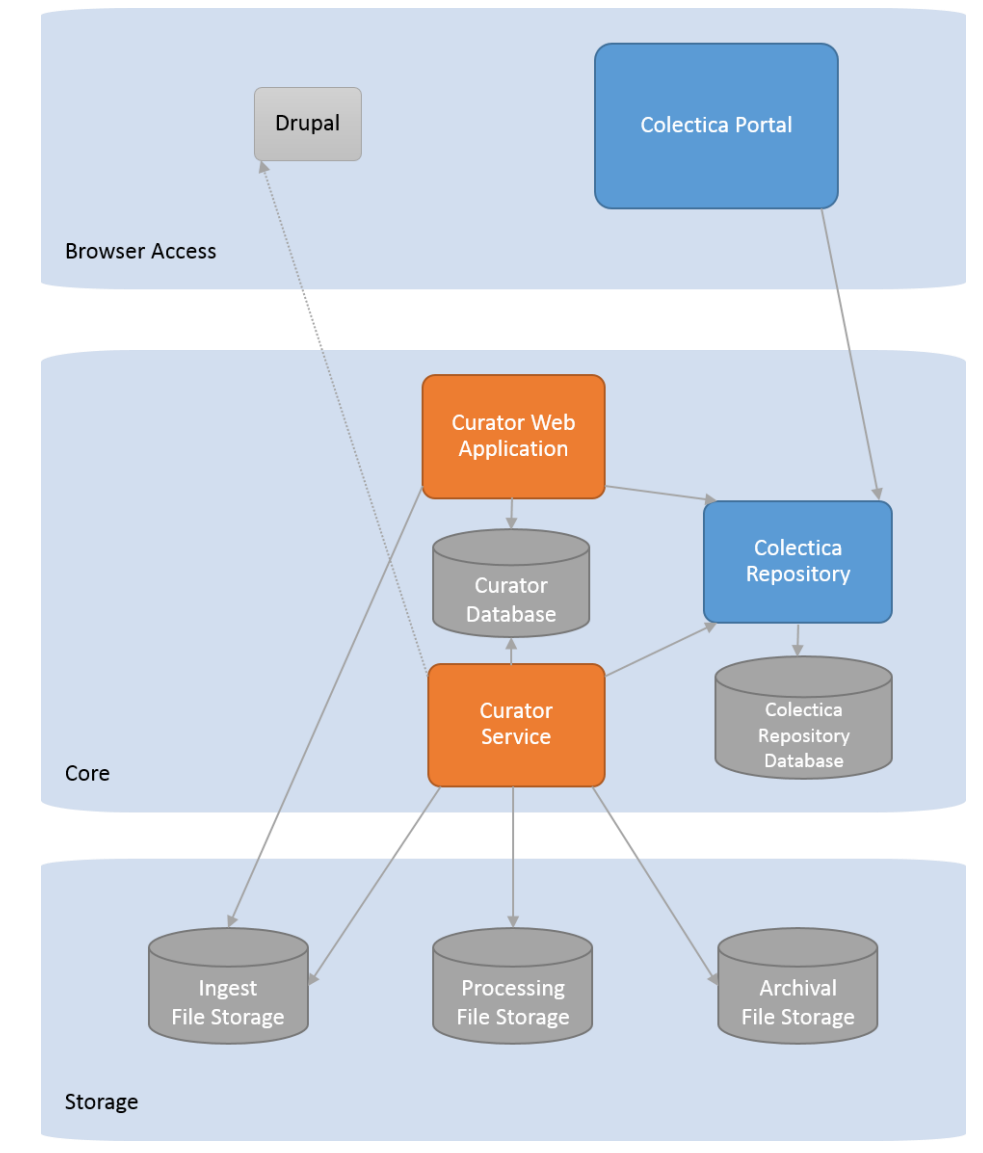 Drupal
Colectica Portal
Browser Access
Curator Web
Application
Colectica
Repository
Curator
Database
Curator
Service
Colectica
Repository
Database
Core
Ingest
File Storage
Processing
File Storage
Archival
File Storage
Storage